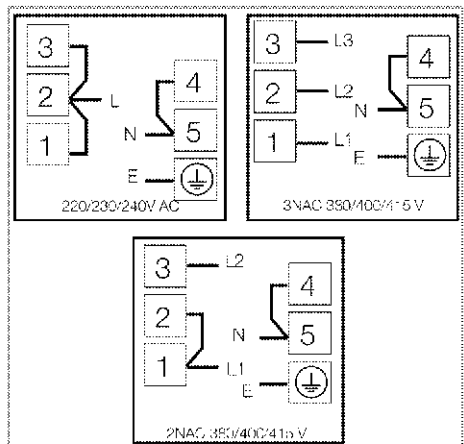 3
2 L
1
4
N 5
E
220/230/240V AC
3 L3
2 L2
1 L1
4
N 5
E
3NAC 380/400/415 V
3 L2
2
1 L1
4
N 5
E
2NAC 380/400/415 V